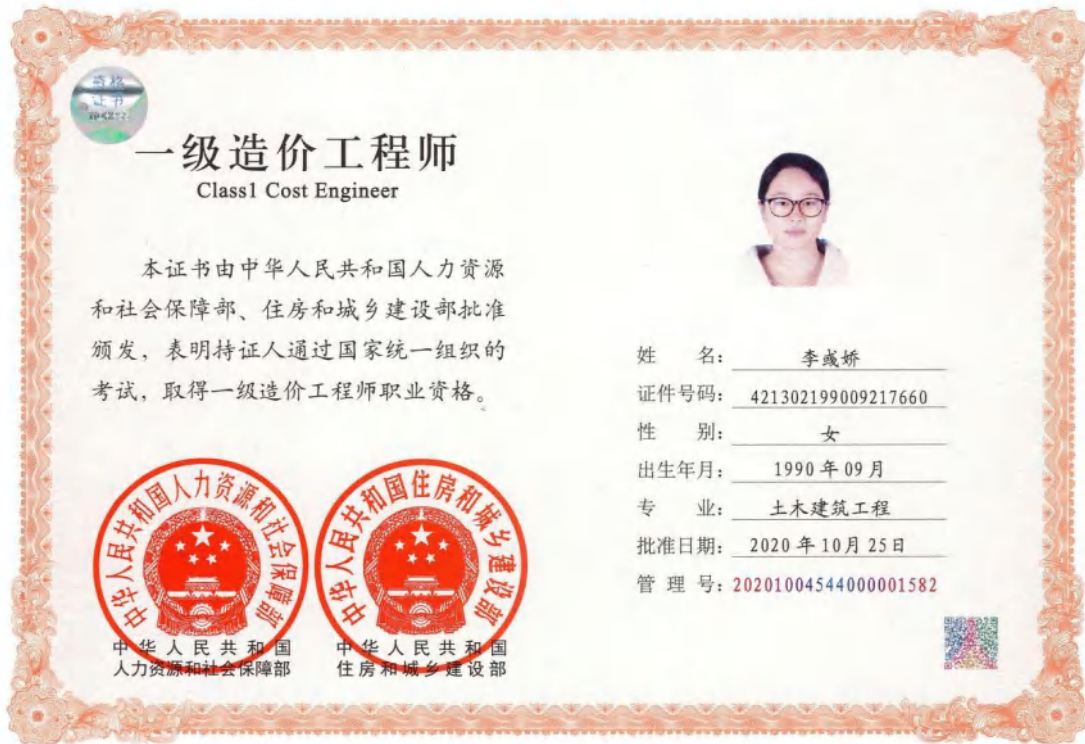 资格
证书
一级造价工程师
Class1 Cost Engineer
本证书由中华人民共和国人力资源
和社会保障部、住房和城乡建设部批准
颁发，表明持证人通过国家统一组织的
考试，取得一级造价工程师职业资格。
中华人民共和国人力资源和社会保障部
中华人民共和国住房和城乡建设部
中华人民共和国
人力资源和社会保障部
中华人民共和国
住房和城乡建设部
姓 名：李彧娇
证件号码：421302199009217660
性 别：女
出生年月：1990年09月
专 业：土木建筑工程
批准日期：2020年10月25日
管 理 号：20201004544000001582